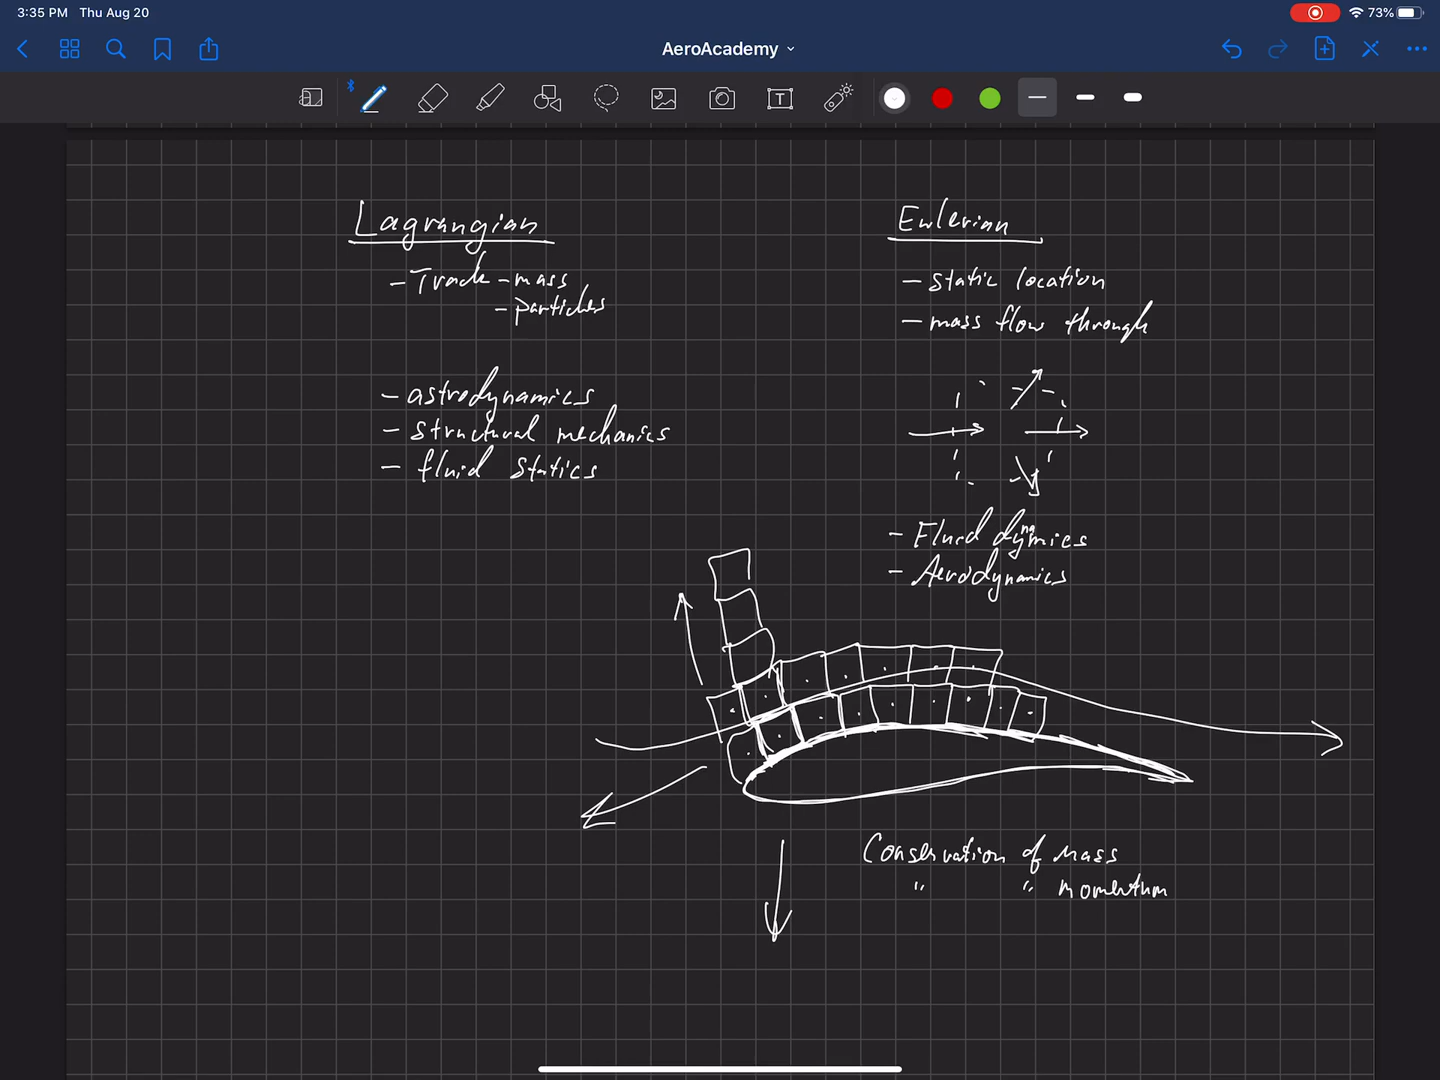 3:35 PM Thu Aug 20
73%
AeroAcademy
T
Lagrangian
- Track - mass
- particles
- astrodynamics
- structural mechanics
- fluid statics
Eulerian
- static location
- mass flow through
- Fluid dynamics
- Aerodynamics
Conservation of mass
" " momentum